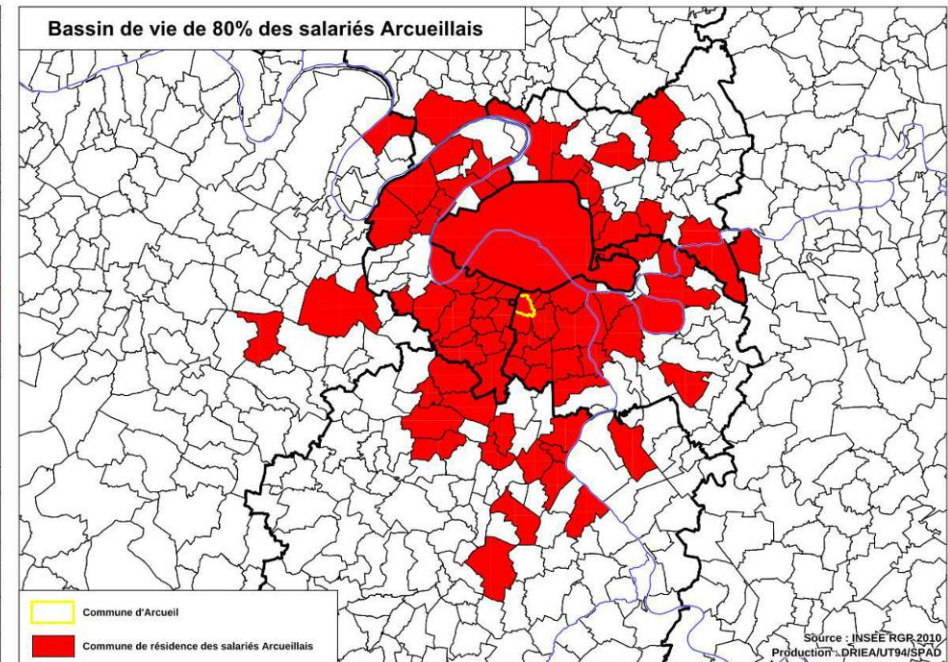 Bassin de vie de 80% des salariés Arcueillais
Commune d'Arcueil
Commune de résidence des salariés Arcueillais
Source : INSEE RGP 2010
Production : DRIEA/UT94/SPAD